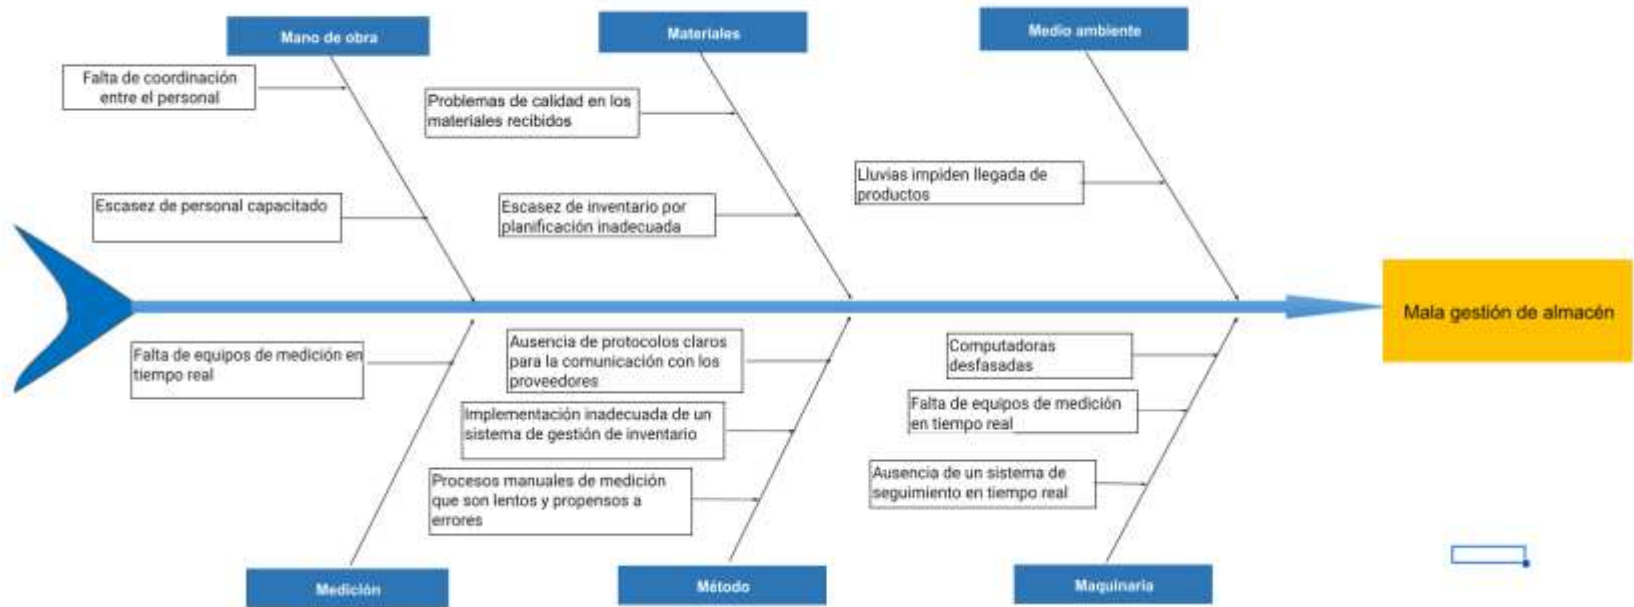 Mano de obra
Materiales
Medio ambiente
Falta de coordinación
entre el personal
Problemas de calidad en los
materiales recibidos
Lluvias impiden llegada de
productos
Escasez de personal capacitado
Escasez de inventario por
planificación inadecuada
Mala gestión de almacén
Falta de equipos de medición en
tiempo real
Ausencia de protocolos claros
para la comunicación con los
proveedores
Computadoras
desfasadas
Implementación inadecuada de un
sistema de gestión de inventario
Falta de equipos de medición
en tiempo real
Procesos manuales de medición
que son lentos y propensos a
errores
Ausencia de un sistema de
seguimiento en tiempo real
Medición
Método
Maquinaria